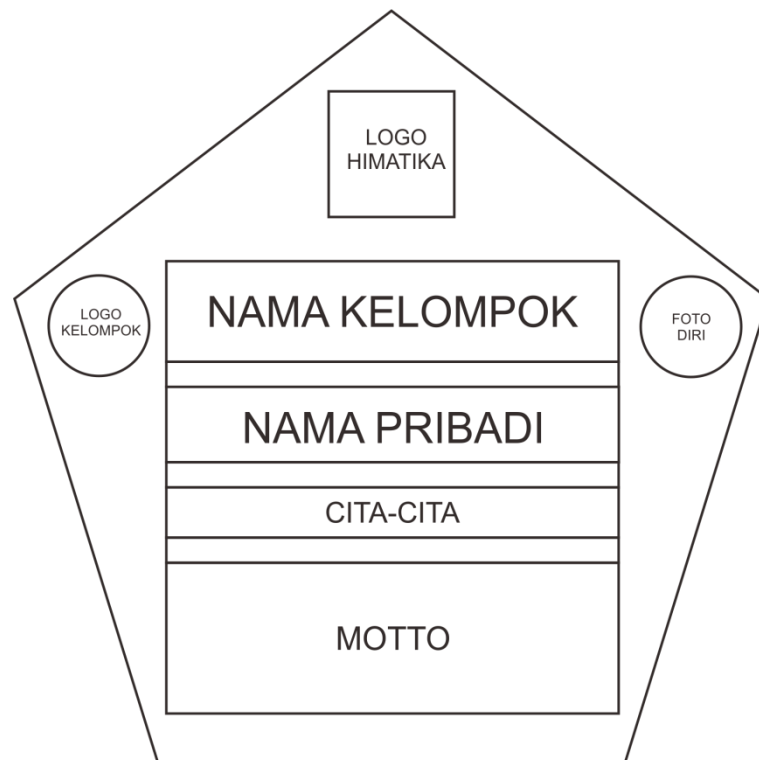 LOGO
HIMATIKA
NAMA KELOMPOK
LOGO
KELOMPOK
FOTO
DIRI
NAMA PRIBADI
CITA-CITA
MOTTO